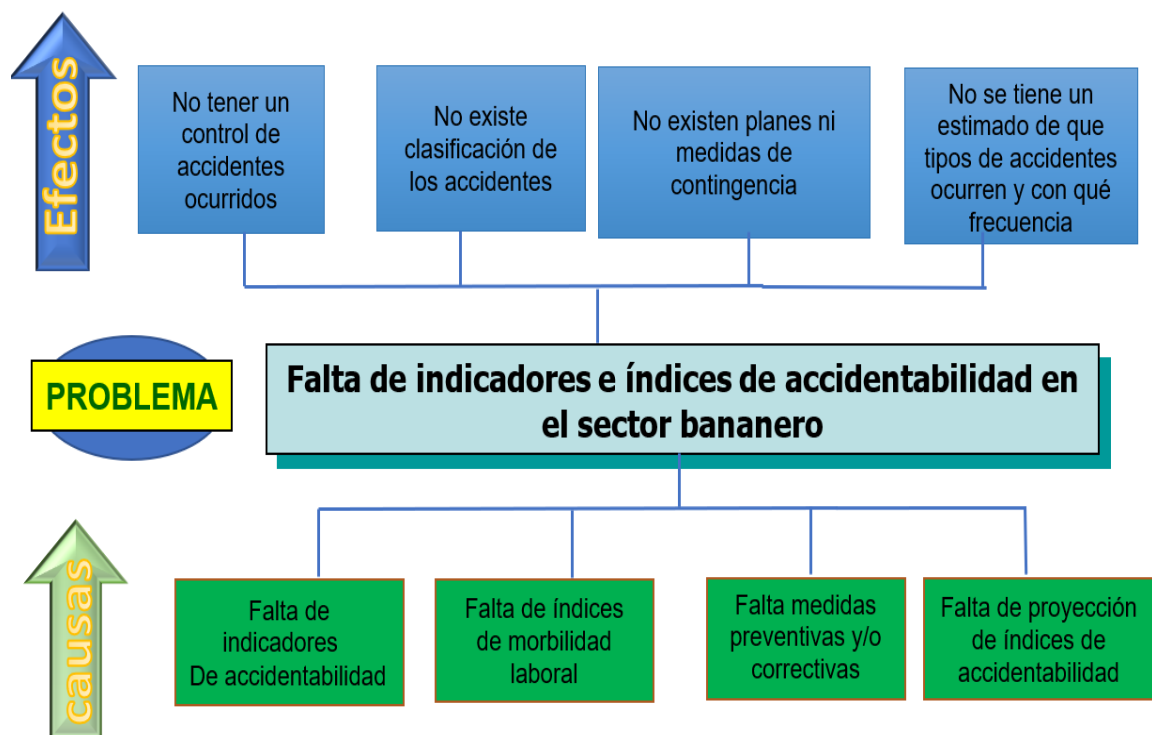 Efectos
No tener un
control de
accidentes
ocurridos
No existe
clasificación de
los accidentes
No existen planes ni
medidas de
contingencia
No se tiene un
estimado de que
tipos de accidentes
ocurren y con qué
frecuencia
PROBLEMA
Falta de indicadores e índices de accidentabilidad en
el sector bananero
causas
Falta de
indicadores
De accidentabilidad
Falta de índices
de morbilidad
laboral
Falta medidas
preventivas y/o
correctivas
Falta de proyección
de índices de
accidentabilidad